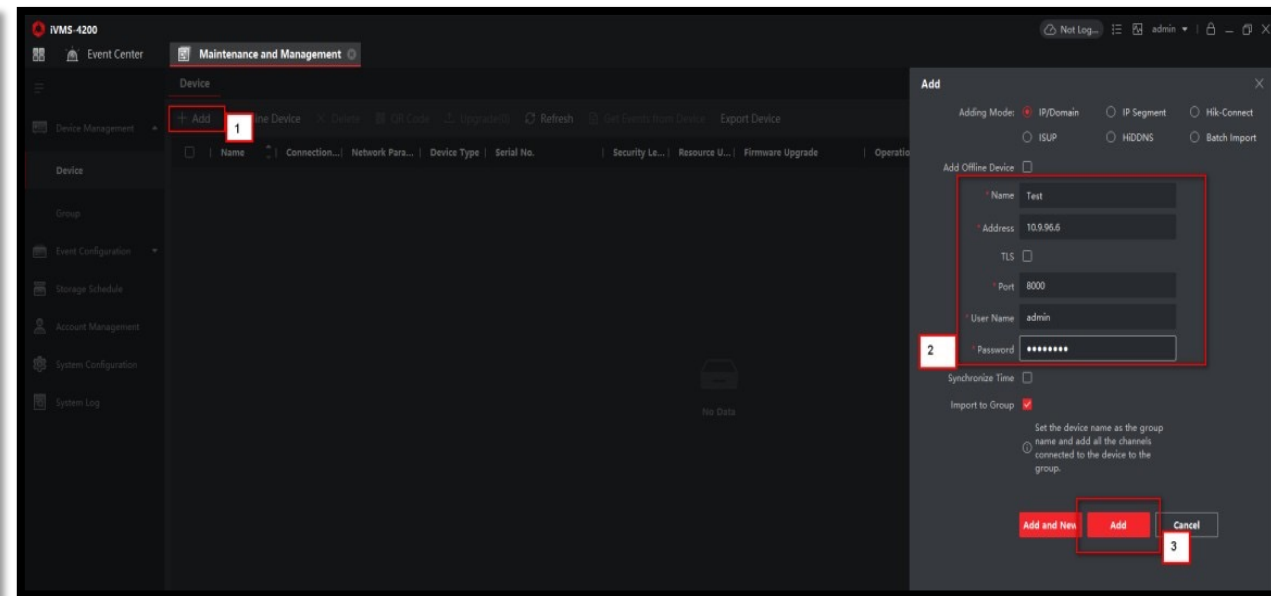 iVMS-4200
Not Log...
admin
Event Center
Maintenance and Management
Device
Add
+ Add
1
ine Device
Delete
QR Code
Upgrade(0)
Refresh
Get Events from Device
Export Device
Name
Connection...
Network Para...
Device Type
Serial No.
Security Le...
Resource U...
Firmware Upgrade
Operatio
Device Management
Device
Group
Event Configuration
Storage Schedule
Account Management
System Configuration
System Log
No Data
Adding Mode:
IP/Domain
IP Segment
Hik-Connect
ISUP
HiDDNS
Batch Import
Add Offline Device
* Name
Test
* Address
10.9.96.6
TLS
* Port
8000
* User Name
admin
2
* Password
••••••••
Synchronize Time
Import to Group
Set the device name as the group
name and add all the channels
connected to the device to the
group.
Add and New
Add
Cancel
3